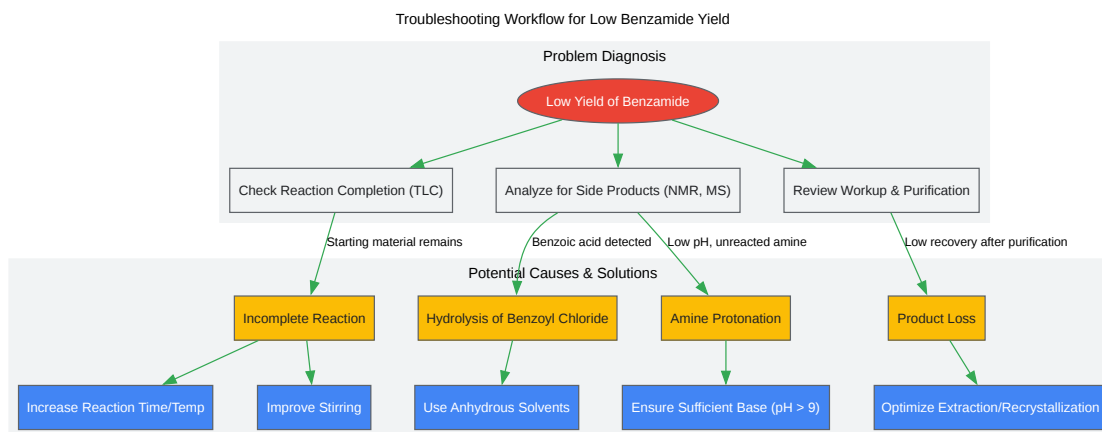 Troubleshooting Workflow for Low Benzamide Yield
Problem Diagnosis
Low Yield of Benzamide
Check Reaction Completion (TLC)
Analyze for Side Products (NMR, MS)
Review Workup & Purification
Starting material remains
Benzoic acid detected
Low pH, unreacted amine
Low recovery after purification
Potential Causes & Solutions
Incomplete Reaction
Hydrolysis of Benzoyl Chloride
Amine Protonation
Product Loss
Increase Reaction Time/Temp
Improve Stirring
Use Anhydrous Solvents
Ensure Sufficient Base (pH > 9)
Optimize Extraction/Recrystallization